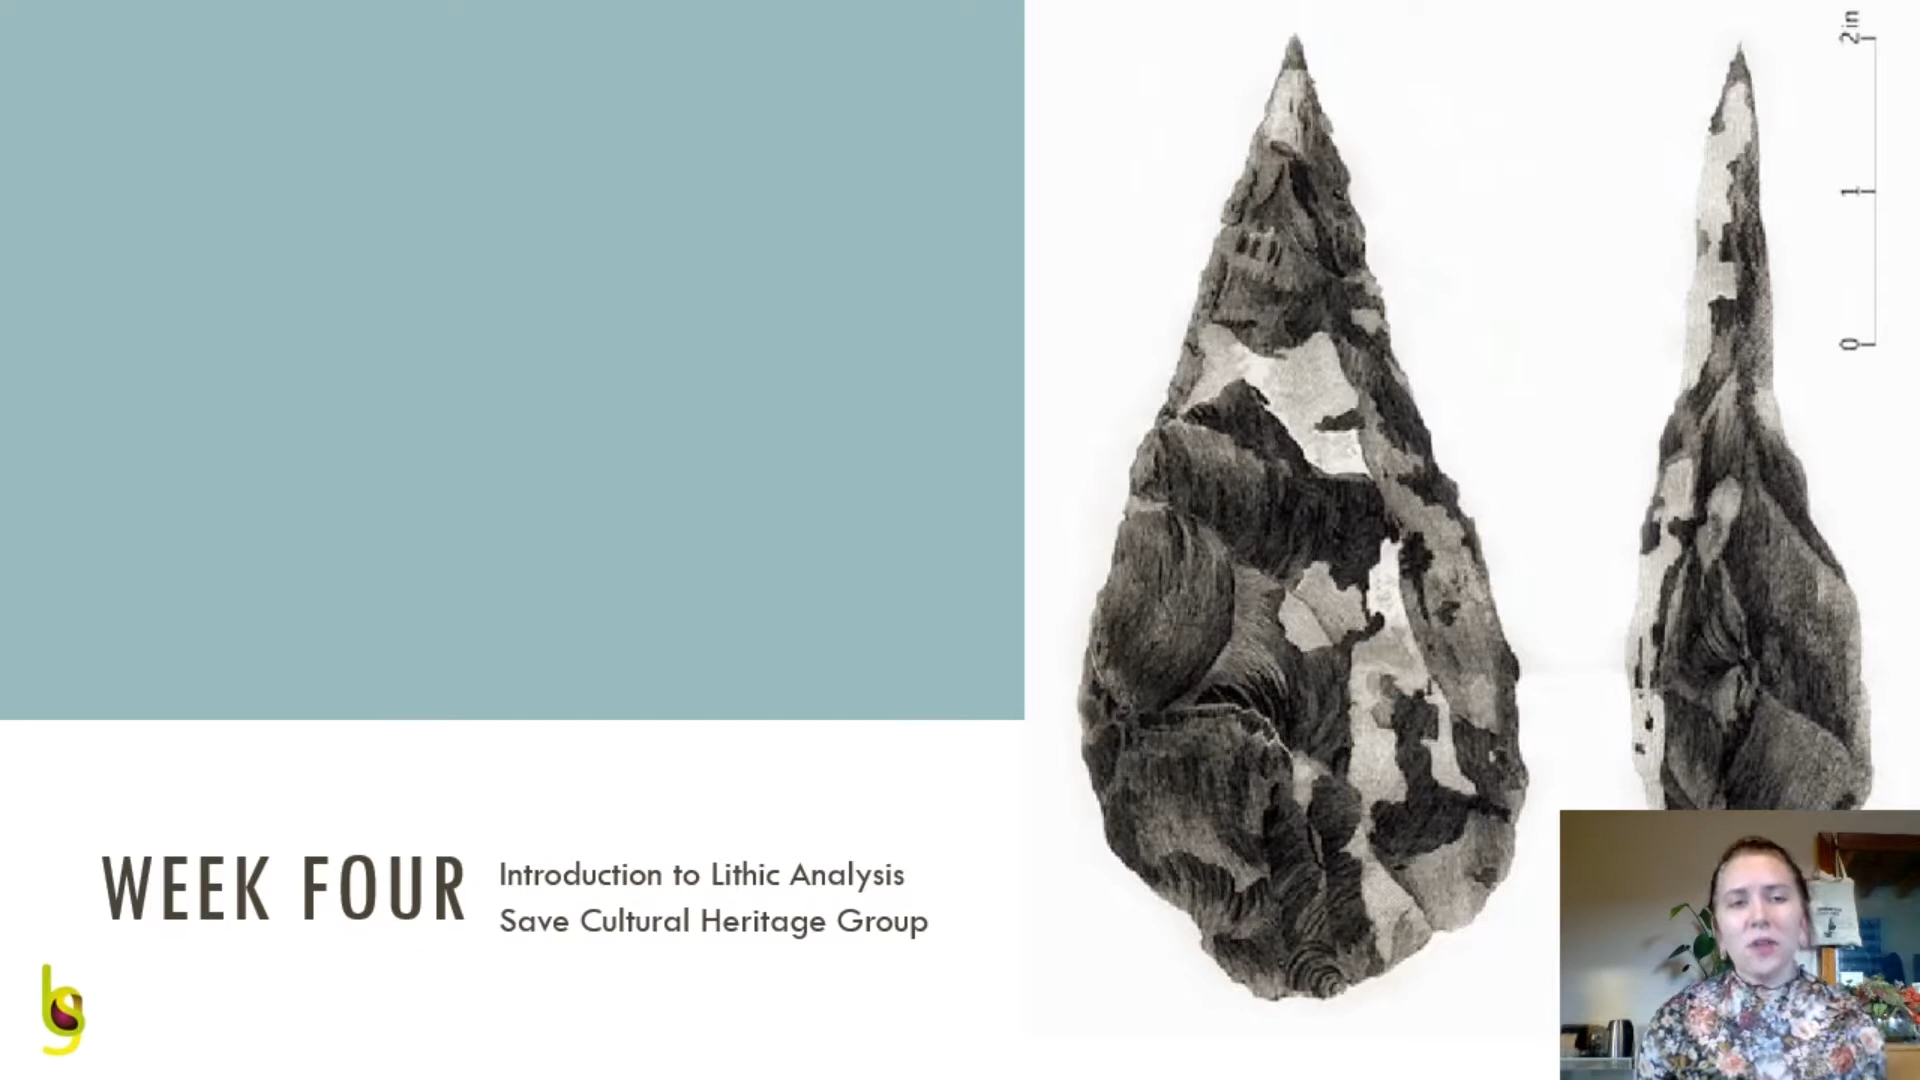 2in
1
0
WEEK FOUR
Introduction to Lithic Analysis
Save Cultural Heritage Group